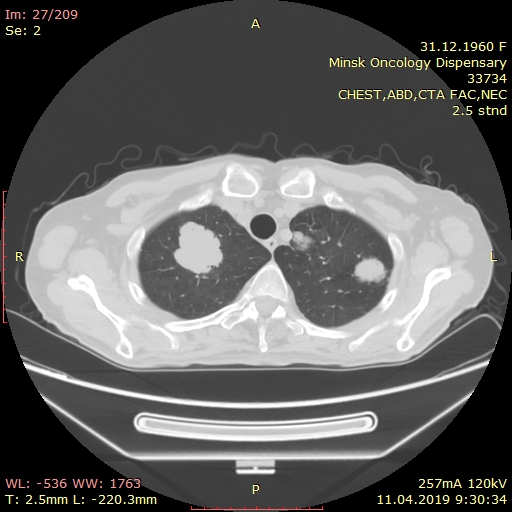 Im: 27/209
Se: 2
A
31.12.1960 F
Minsk Oncology Dispensary
33734
CHEST,ABD,CTA FAC,NEC
2.5 stnd
R
L
WL: -536 WW: 1763
T: 2.5mm L: -220.3mm
P
257mA 120kV
11.04.2019 9:30:34